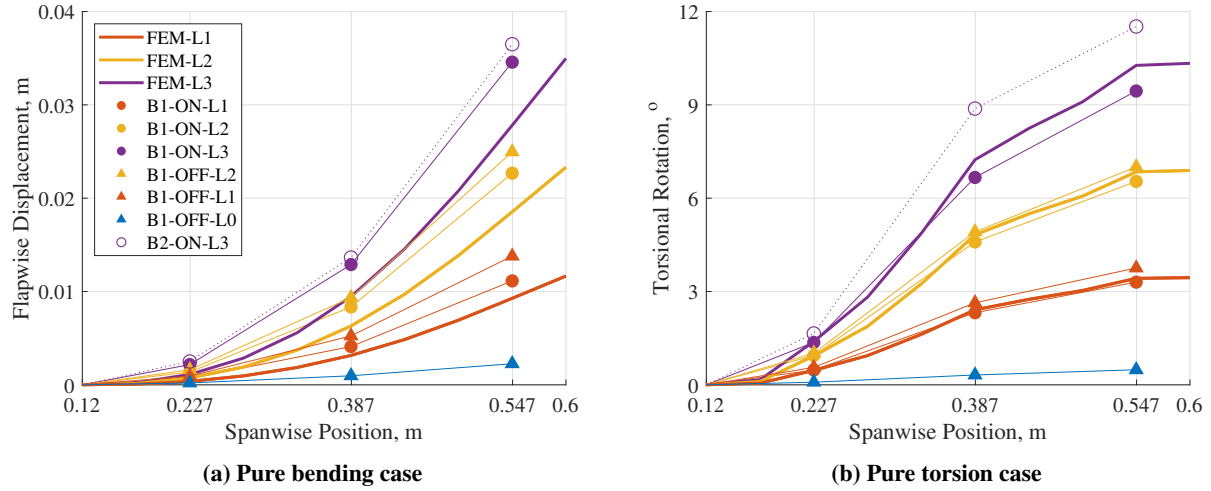 0.04
0.03
0.02
0.01
0
Flapwise Displacement, m
FEM-L1
FEM-L2
FEM-L3
B1-ON-L1
B1-ON-L2
B1-ON-L3
B1-OFF-L2
B1-OFF-L1
B1-OFF-L0
B2-ON-L3
0.12 0.227 0.387 0.547 0.6
Spanwise Position, m
(a) Pure bending case
12
9
6
3
0
Torsional Rotation, °
0.12 0.227 0.387 0.547 0.6
Spanwise Position, m
(b) Pure torsion case